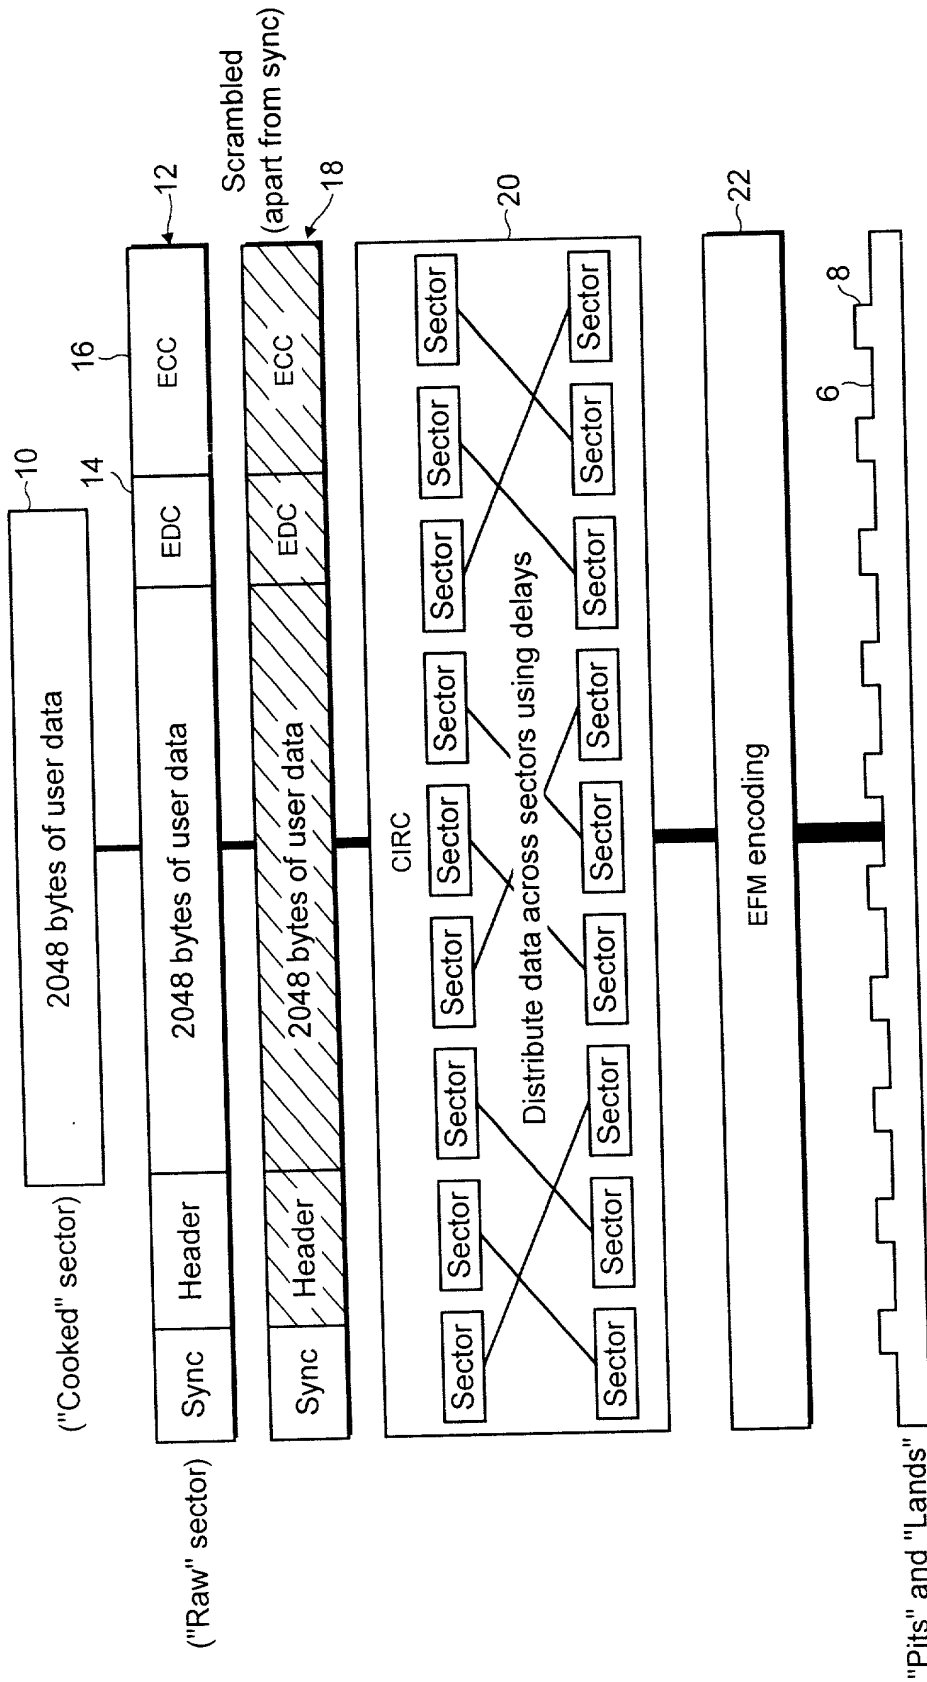 2048 bytes of user data
10
("Cooked" sector)
Sync
Header
2048 bytes of user data
EDC
ECC
14
16
12
("Raw" sector)
Sync
Header
2048 bytes of user data
EDC
ECC
Scrambled
(apart from sync)
18
CIRC
Sector
Sector
Sector
Sector
Sector
Sector
Sector
Sector
Sector
Distribute data across sectors using delays
Sector
Sector
Sector
Sector
Sector
Sector
Sector
Sector
Sector
20
EFM encoding
22
6
8
"Pits" and "Lands"